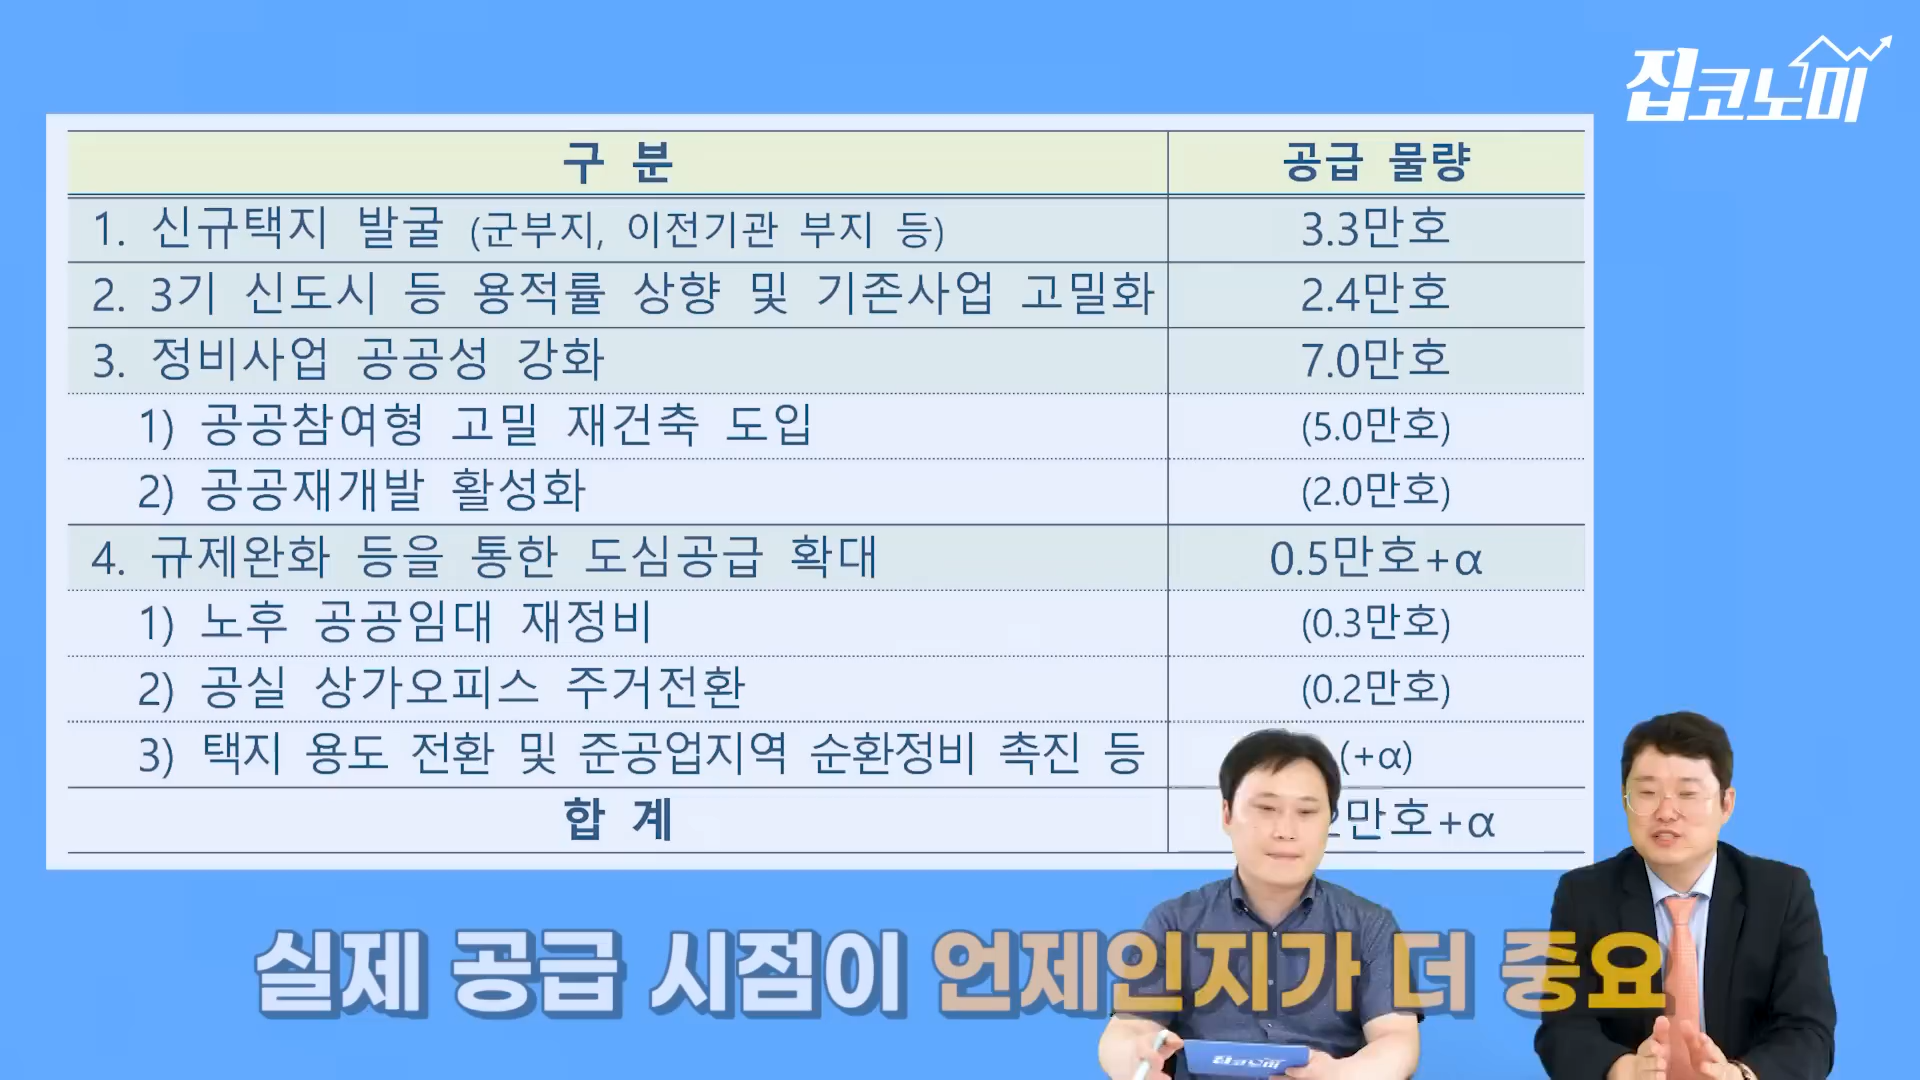 집코노미
구 분 공급 물량
1. 신규택지 발굴 (군부지, 이전기관 부지 등) 3.3만호
2. 3기 신도시 등 용적률 상향 및 기존사업 고밀화 2.4만호
3. 정비사업 공공성 강화 7.0만호
1) 공공참여형 고밀 재건축 도입 (5.0만호)
2) 공공재개발 활성화 (2.0만호)
4. 규제완화 등을 통한 도심공급 확대 0.5만호+α
1) 노후 공공임대 재정비 (0.3만호)
2) 공실 상가오피스 주거전환 (0.2만호)
3) 택지 용도 전환 및 준공업지역 순환정비 촉진 등 (+α)
합 계 2만호+α
실제 공급 시점이 언제인지가 더 중요
집코노미